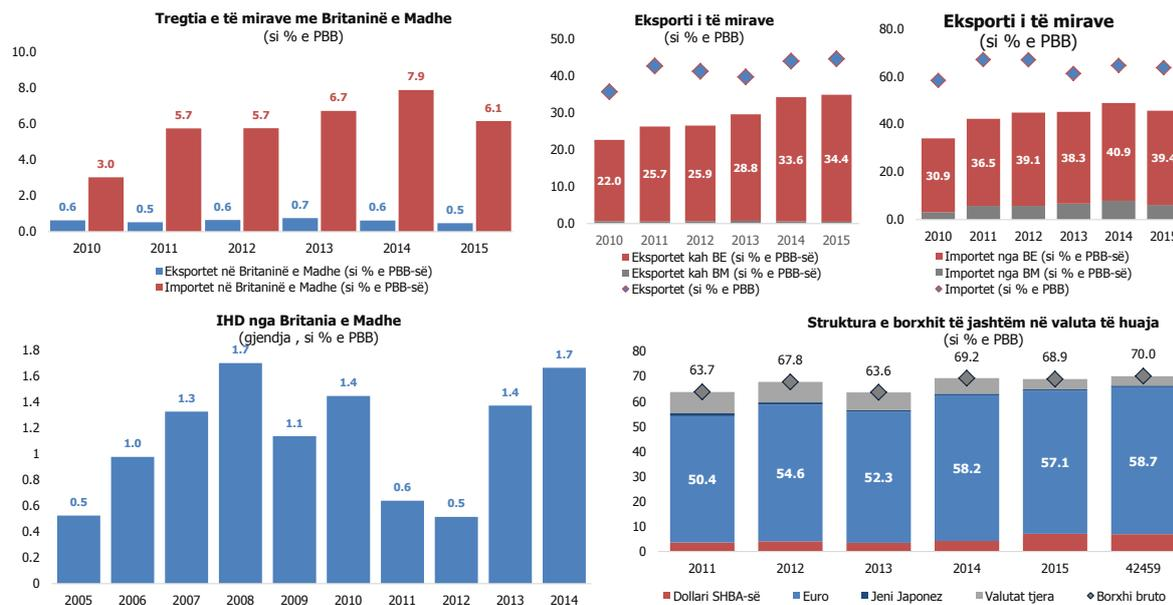 Tregtia e të mirave me Britaninë e Madhe
(si % e PBB)
10.0
8.0
6.0
4.0
2.0
0.0
0.6
3.0
0.5
5.7
0.6
5.7
0.7
6.7
0.6
7.9
0.5
6.1
2010 2011 2012 2013 2014 2015
Eksportet në Britaninë e Madhe (si % e PBB-së)
Importet në Britaninë e Madhe (si % e PBB-së)
Eksporti i të mirave
(si % e PBB)
50.0
40.0
30.0
20.0
10.0
0.0
22.0 25.7 25.9 28.8 33.6 34.4
2010 2011 2012 2013 2014 2015
Eksportet kah BE (si % e PBB-së)
Eksportet kah BM (si % e PBB-së)
Eksportet (si % e PBB)
Eksporti i të mirave
(si % e PBB)
80.0
60.0
40.0
20.0
0.0
30.9 36.5 39.1 38.3 40.9 39.4
2010 2011 2012 2013 2014 2015
Importet nga BE (si % e PBB-së)
Importet nga BM (si % e PBB-së)
Importet (si % e PBB)
IHD nga Britania e Madhe
(gjendja , si % e PBB)
1.8
1.6
1.4
1.2
1
0.8
0.6
0.4
0.2
0
0.5 1.0 1.3 1.7 1.1 1.4 0.6 0.5 1.4 1.7
2005 2006 2007 2008 2009 2010 2011 2012 2013 2014
Struktura e borxhit të jashtëm në valuta të huaja
(si % e PBB)
80
70
60
50
40
30
20
10
0
63.7 67.8 63.6 69.2 68.9 70.0
50.4 54.6 52.3 58.2 57.1 58.7
2011 2012 2013 2014 2015 42459
Dollari SHBA-së Euro Jeni Japonez Valutat tjera Borxhi bruto